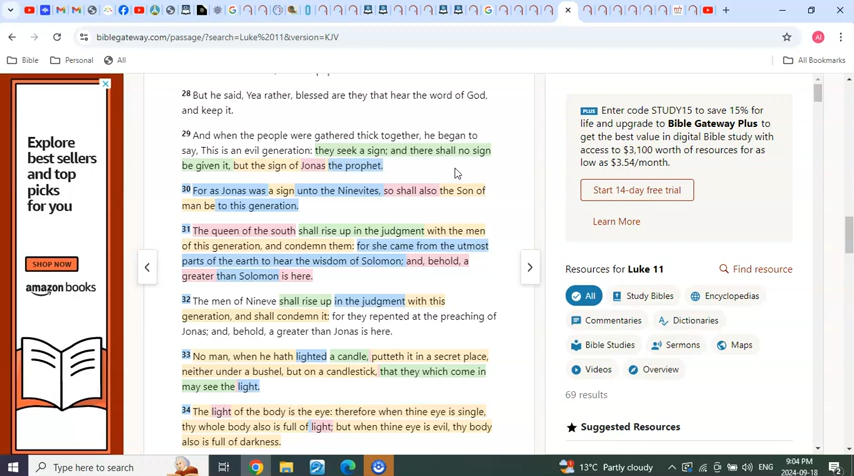 biblegateway.com/passage/?search=Luke%2011&version=KJV
Bible
Personal
All
All Bookmarks
Explore
best sellers
and top
picks
for you
SHOP NOW
amazon books
28 But he said, Yea rather, blessed are they that hear the word of God,
and keep it.
29 And when the people were gathered thick together, he began to
say, This is an evil generation: they seek a sign; and there shall no sign
be given it, but the sign of Jonas the prophet.
30 For as Jonas was a sign unto the Ninevites, so shall also the Son of
man be to this generation.
31 The queen of the south shall rise up in the judgment with the men
of this generation, and condemn them: for she came from the utmost
parts of the earth to hear the wisdom of Solomon; and, behold, a
greater than Solomon is here.
32 The men of Nineve shall rise up in the judgment with this
generation, and shall condemn it: for they repented at the preaching of
Jonas; and, behold, a greater than Jonas is here.
33 No man, when he hath lighted a candle, putteth it in a secret place,
neither under a bushel, but on a candlestick, that they which come in
may see the light.
34 The light of the body is the eye: therefore when thine eye is single,
thy whole body also is full of light; but when thine eye is evil, thy body
also is full of darkness.
PLUS Enter code STUDY15 to save 15% for
life and upgrade to Bible Gateway Plus to
get the best value in digital Bible study with
access to $3,100 worth of resources for as
low as $3.54/month.
Start 14-day free trial
Learn More
Resources for Luke 11
Find resource
All
Study Bibles
Encyclopedias
Commentaries
Dictionaries
Bible Studies
Sermons
Maps
Videos
Overview
69 results
Suggested Resources
Type here to search
13°C Partly cloudy
ENG
9:04 PM
2024-09-18